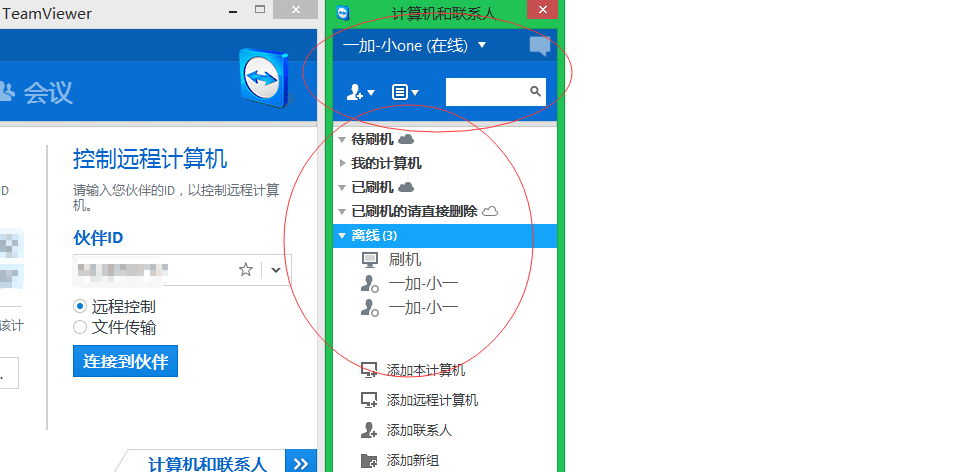 TeamViewer
会议
ID
控制远程计算机
请输入您伙伴的ID，以控制远程计算
机。
伙伴ID
远程控制
文件传输
该计
连接到伙伴
计算机和联系人
计算机和联系人
一加-小one (在线)
待刷机
我的计算机
已刷机
已刷机的请直接删除
离线 (3)
刷机
一加-小一
一加-小一
添加本计算机
添加远程计算机
添加联系人
添加新组